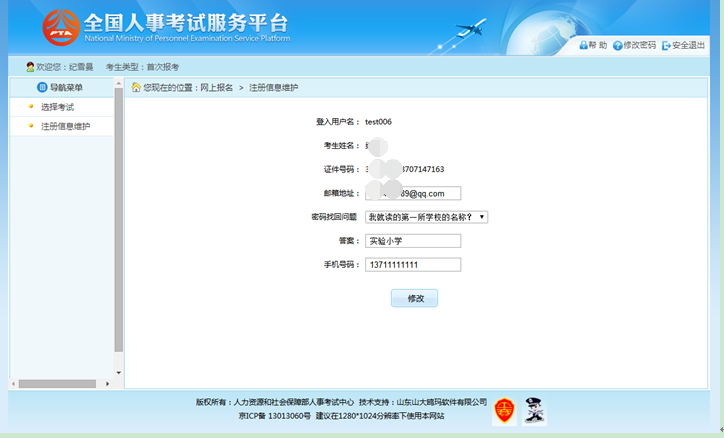 全国人事考试服务平台
National Ministry of Personnel Examination Service Platform
PTA
帮 助 修改密码 安全退出
欢迎您：纪雪曼 考生类型：首次报考
导航菜单
选择考试
注册信息维护
您现在的位置：网上报名 > 注册信息维护
登入用户名： test006
考生姓名：
证件号码： 3 8707147163
邮箱地址： 89@qq.com
密码找回问题 我就读的第一所学校的名称？
答案： 实验小学
手机号码： 13711111111
修改
版权所有：人力资源和社会保障部人事考试中心 技术支持：山东山大鸥玛软件有限公司
京ICP备 13013060号 建议在1280*1024分辨率下使用本网站